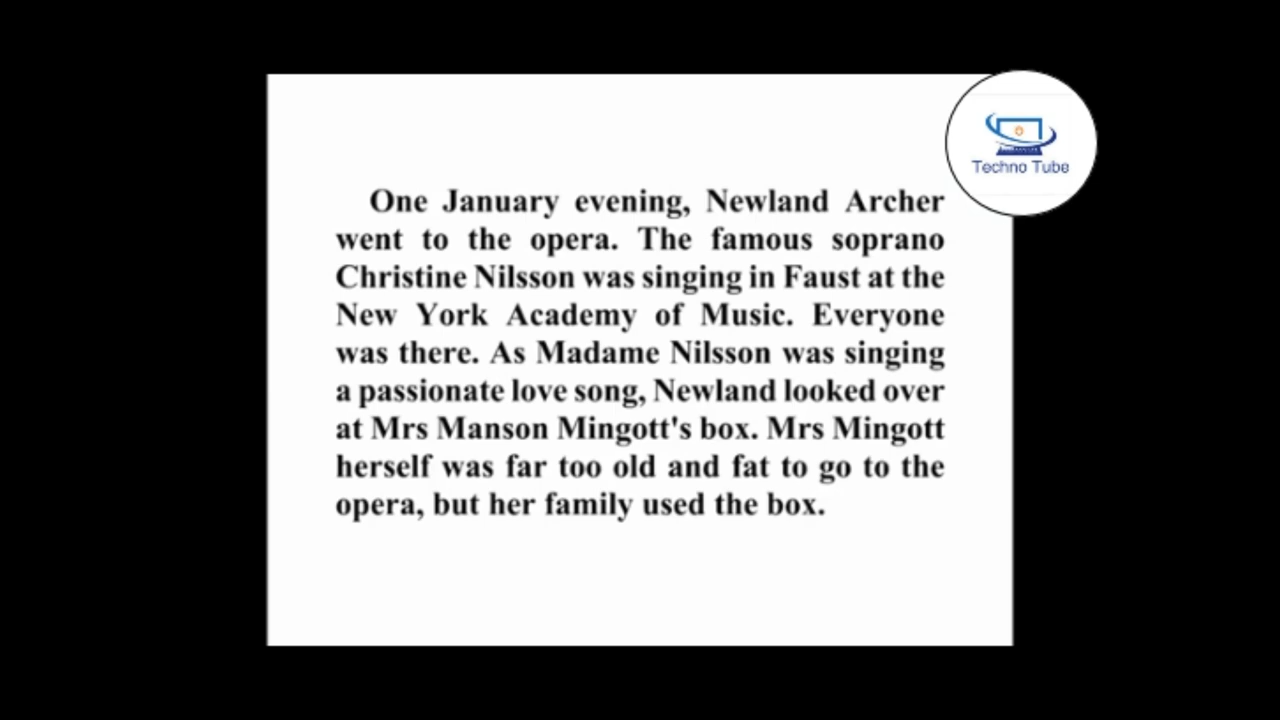 Techno Tube
One January evening, Newland Archer
went to the opera. The famous soprano
Christine Nilsson was singing in Faust at the
New York Academy of Music. Everyone
was there. As Madame Nilsson was singing
a passionate love song, Newland looked over
at Mrs Manson Mingott's box. Mrs Mingott
herself was far too old and fat to go to the
opera, but her family used the box.